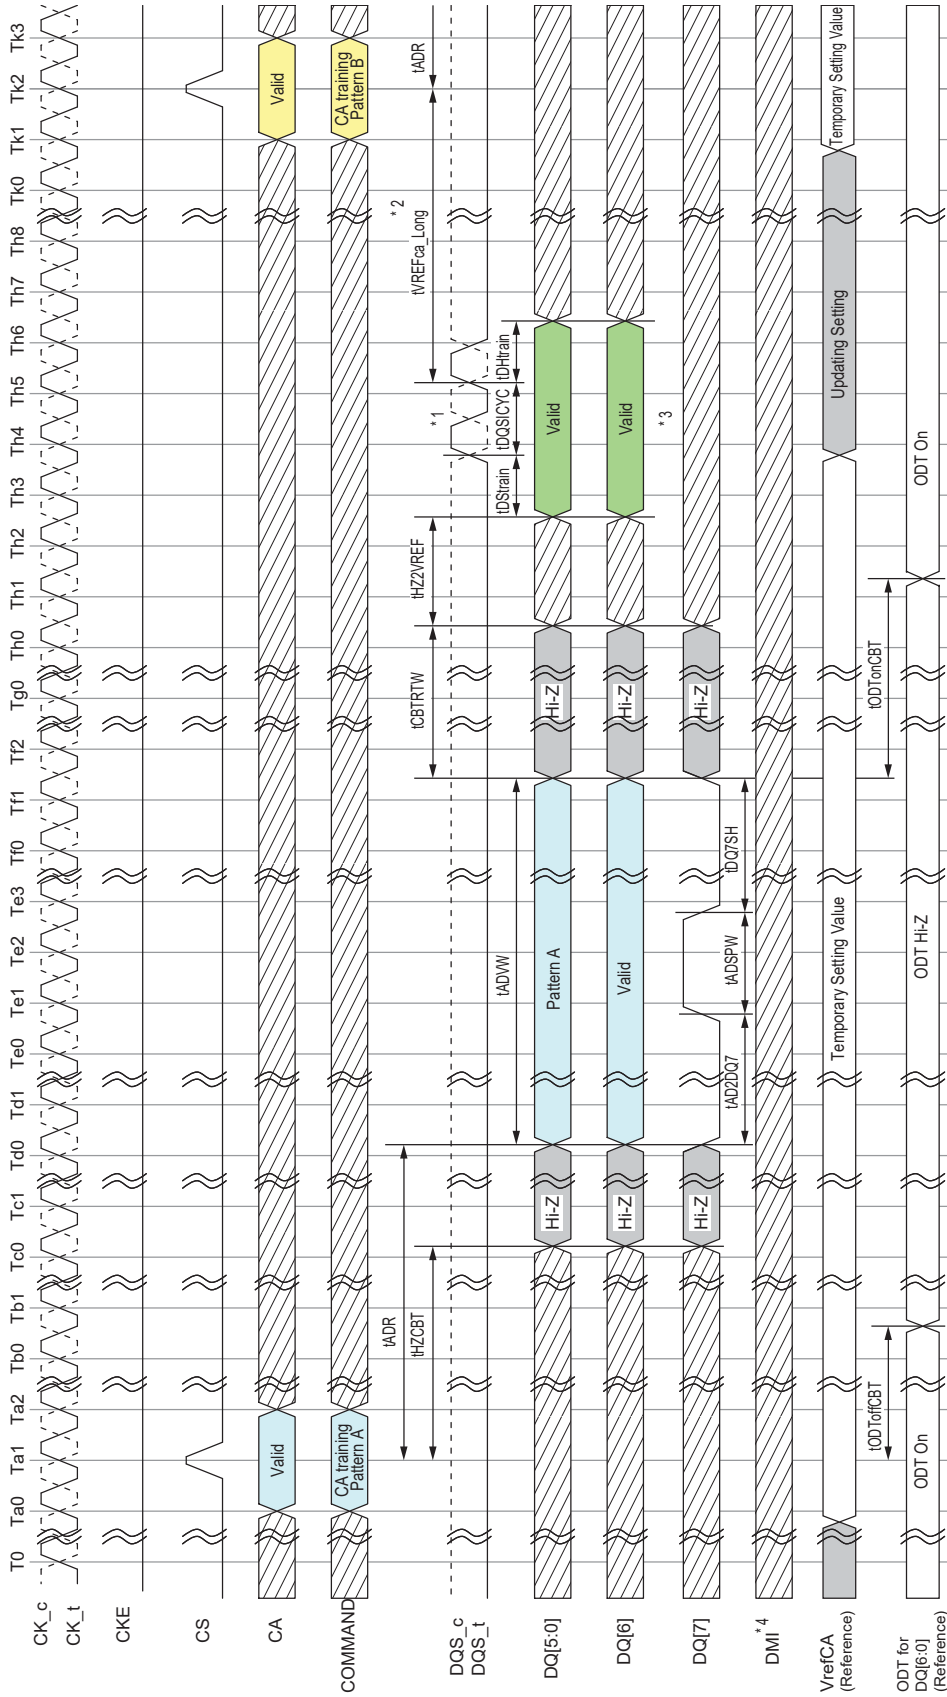 T0 Ta0 Ta1 Ta2 Tb0 Tb1 Tc0 Tc1 Td0 Td1 Te0 Te1 Te2 Te3 Tf0 Tf1 Tf2 Tg0 Th0 Th1 Th2 Th3 Th4 Th5 Th6 Th7 Th8 Tk0 Tk1 Tk2 Tk3
CK_c
CK_t
CKE
CS
CA Valid Valid
COMMAND CA training Pattern A CA training Pattern B
tADR tADR
tHZCBT tCBTRTW tHZ2VREF *1 tVREFca_Long *2
DQS_c
DQS_t
tADVW tDStrain tDQSICYC tDHtrain
DQ[5:0] Hi-Z Pattern A Hi-Z Valid
DQ[6] Hi-Z Valid Hi-Z Valid
*3
DQ[7] Hi-Z Hi-Z
tAD2DQ7 tADSPW tDQ7SH
DMI*4
VrefCA
(Reference)
Temporary Setting Value Updating Setting Temporary Setting Value
tODToffCBT tODTonCBT
ODT for
DQ[6:0]
(Reference)
ODT On ODT Hi-Z ODT On